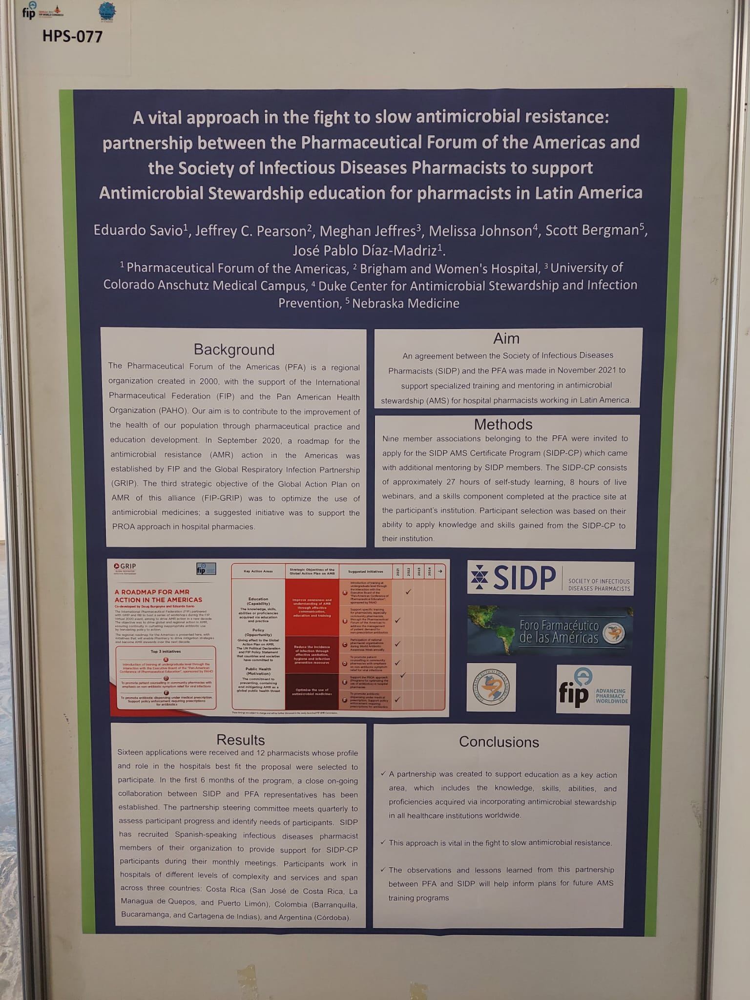 fip
FIP WORLD CONGRESS
HPS-077
A vital approach in the fight to slow antimicrobial resistance:
partnership between the Pharmaceutical Forum of the Americas and
the Society of Infectious Diseases Pharmacists to support
Antimicrobial Stewardship education for pharmacists in Latin America
Eduardo Savio¹, Jeffrey C. Pearson², Meghan Jeffres³, Melissa Johnson⁴, Scott Bergman⁵,
José Pablo Díaz-Madriz¹.
¹ Pharmaceutical Forum of the Americas, ² Brigham and Women's Hospital, ³ University of
Colorado Anschutz Medical Campus, ⁴ Duke Center for Antimicrobial Stewardship and Infection
Prevention, ⁵ Nebraska Medicine
Background
The Pharmaceutical Forum of the Americas (PFA) is a regional
organization created in 2000, with the support of the International
Pharmaceutical Federation (FIP) and the Pan American Health
Organization (PAHO). Our aim is to contribute to the improvement of
the health of our population through pharmaceutical practice and
education development. In September 2020, a roadmap for the
antimicrobial resistance (AMR) action in the Americas was
established by FIP and the Global Respiratory Infection Partnership
(GRIP). The third strategic objective of the Global Action Plan on
AMR of this alliance (FIP-GRIP) was to optimize the use of
antimicrobial medicines; a suggested initiative was to support the
PROA approach in hospital pharmacies.
Aim
An agreement between the Society of Infectious Diseases
Pharmacists (SIDP) and the PFA was made in November 2021 to
support specialized training and mentoring in antimicrobial
stewardship (AMS) for hospital pharmacists working in Latin America.
Methods
Nine member associations belonging to the PFA were invited to
apply for the SIDP AMS Certificate Program (SIDP-CP) which came
with additional mentoring by SIDP members. The SIDP-CP consists
of approximately 27 hours of self-study learning, 8 hours of live
webinars, and a skills component completed at the practice site at
the participant's institution. Participant selection was based on their
ability to apply knowledge and skills gained from the SIDP-CP to
their institution.
GRIP
GLOBAL RESPIRATORY
INFECTION PARTNERSHIP
fip
A ROADMAP FOR AMR
ACTION IN THE AMERICAS
Co-developed by Doug Burgoyne and Eduardo Savio
The International Pharmaceutical Federation (FIP) partnered
with GRIP and RB to host a series of workshops during the FIP
Virtual 2020 event, aiming to drive AMR action in a new decade.
The objective was to drive global and regional action in AMR,
ensuring continuity in curtailing inappropriate antibiotic use
by translating policy to action.
The regional roadmap for the Americas is presented here, with
initiatives that will enable Pharmacy to drive mitigation strategies
and become AMR stewards over the next decade.
Top 3 initiatives
A
Introduction of training at undergraduate level through the
interaction with the Executive Board of the "Pan-American
Conference of Pharmaceutical Education", sponsored by PAHO
D
To promote patient counselling in community pharmacies with
emphasis on non-antibiotic symptom relief for viral infections
F
To promote antibiotic dispensing under medical prescription.
Support policy enforcement requiring prescriptions
for antibiotics
Key Action Areas
Strategic Objectives of the
Global Action Plan on AMR
Suggested Initiatives
2021
2022
2023
2024
→
Education
(Capability)
The knowledge, skills,
abilities or proficiencies
acquired via education
and practice
Policy
(Opportunity)
Giving effect to the Global
Action Plan on AMR,
The UN Political Declaration
and FIP Policy Statement
that countries and societies
have committed to
Public Health
(Motivation)
The commitment to
preventing, containing
and mitigating AMR as a
global public health threat
Improve awareness and
understanding of AMR
through effective
communication,
education and training
Reduce the incidence
of infection through
effective sanitation,
hygiene and infection
prevention measures
Optimise the use of
antimicrobial medicines
A
Introduction of training at
undergraduate level through
the interaction with the
Executive Board of the
"Pan-American Conference of
Pharmaceutical Education",
sponsored by PAHO
✓
B
Support specific training
for pharmacists, especially
community pharmacists,
through the Pharmaceutical
Forum of the Americas to
address the management
of patient demand for
non-prescription antibiotics
✓
C
Participation of national
pharmacist organisations
during World Antibiotic
Awareness Week annually
✓
D
To promote patient
counselling in community
pharmacies with emphasis
on non-antibiotic symptom
relief for viral infections
✓
E
Support the PROA approach
(Programs for optimizing the
use of antibiotics) in hospital
pharmacies
✓
F
To promote antibiotic
dispensing under medical
prescription. Support policy
enforcement requiring
prescriptions for antibiotics
✓
These timings are subject to change and will be further discussed in the newly launched FIP AMR Commission.
SIDP
SOCIETY OF INFECTIOUS
DISEASES PHARMACISTS
Foro Farmacéutico
de las Américas
FORO FARMACEUTICO DE LAS AMERICAS
fip
ADVANCING
PHARMACY
WORLDWIDE
Results
Sixteen applications were received and 12 pharmacists whose profile
and role in the hospitals best fit the proposal were selected to
participate. In the first 6 months of the program, a close on-going
collaboration between SIDP and PFA representatives has been
established. The partnership steering committee meets quarterly to
assess participant progress and identify needs of participants. SIDP
has recruited Spanish-speaking infectious diseases pharmacist
members of their organization to provide support for SIDP-CP
participants during their monthly meetings. Participants work in
hospitals of different levels of complexity and services and span
across three countries: Costa Rica (San José de Costa Rica, La
Managua de Quepos, and Puerto Limón), Colombia (Barranquilla,
Bucaramanga, and Cartagena de Indias), and Argentina (Córdoba).
Conclusions
✓ A partnership was created to support education as a key action
area, which includes the knowledge, skills, abilities, and
proficiencies acquired via incorporating antimicrobial stewardship
in all healthcare institutions worldwide.
✓ This approach is vital in the fight to slow antimicrobial resistance.
✓ The observations and lessons learned from this partnership
between PFA and SIDP will help inform plans for future AMS
training programs